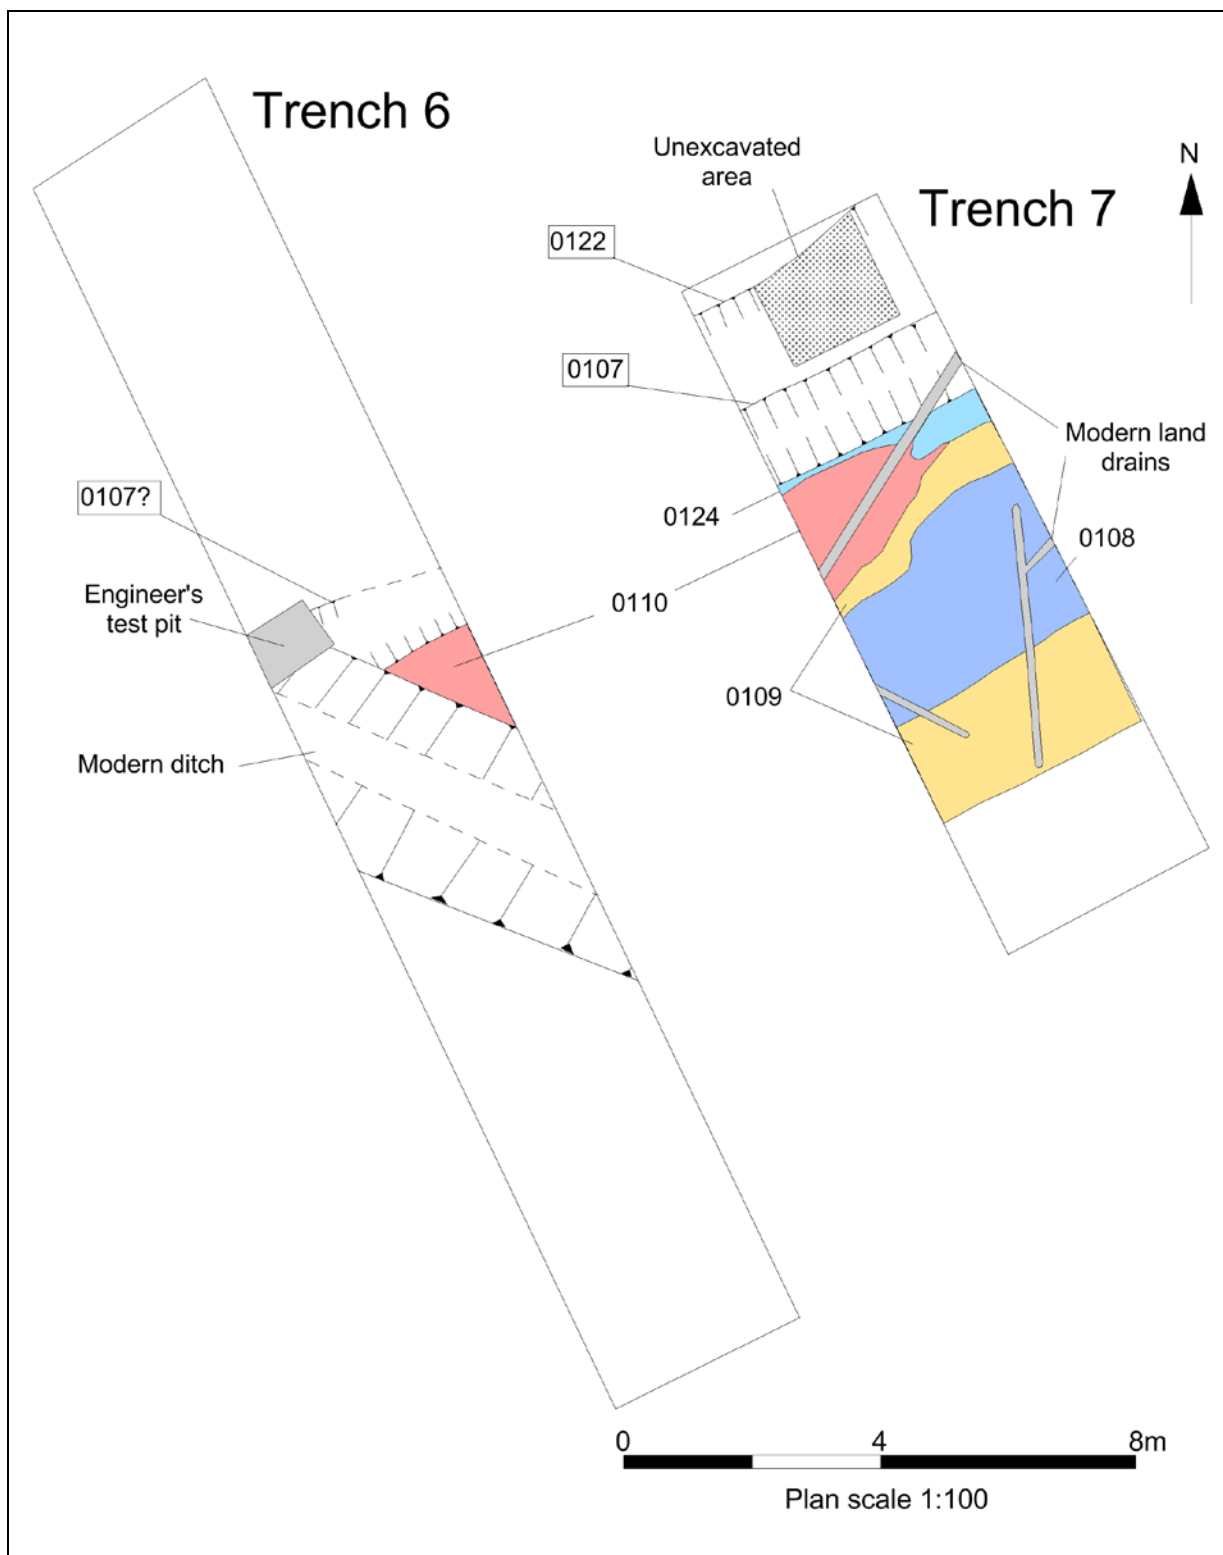 Trench 6
Unexcavated
area
N
Trench 7
0122
0107
Modern land
drains
0107?
0124
0108
Engineer's
test pit
0110
0109
Modern ditch
0 4 8m
Plan scale 1:100